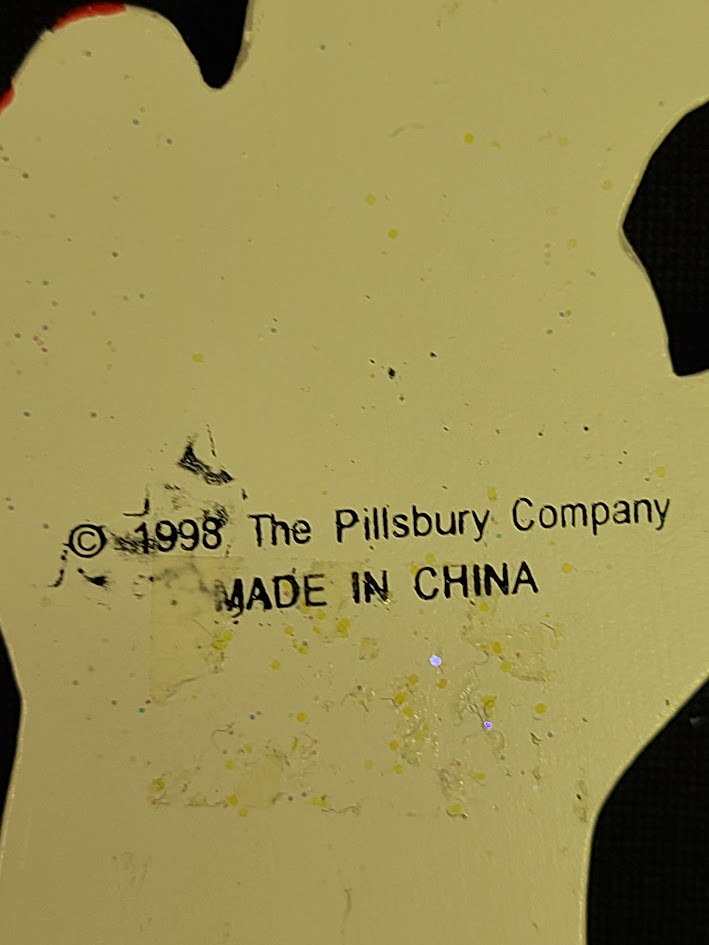 © 1998 The Pillsbury Company
MADE IN CHINA